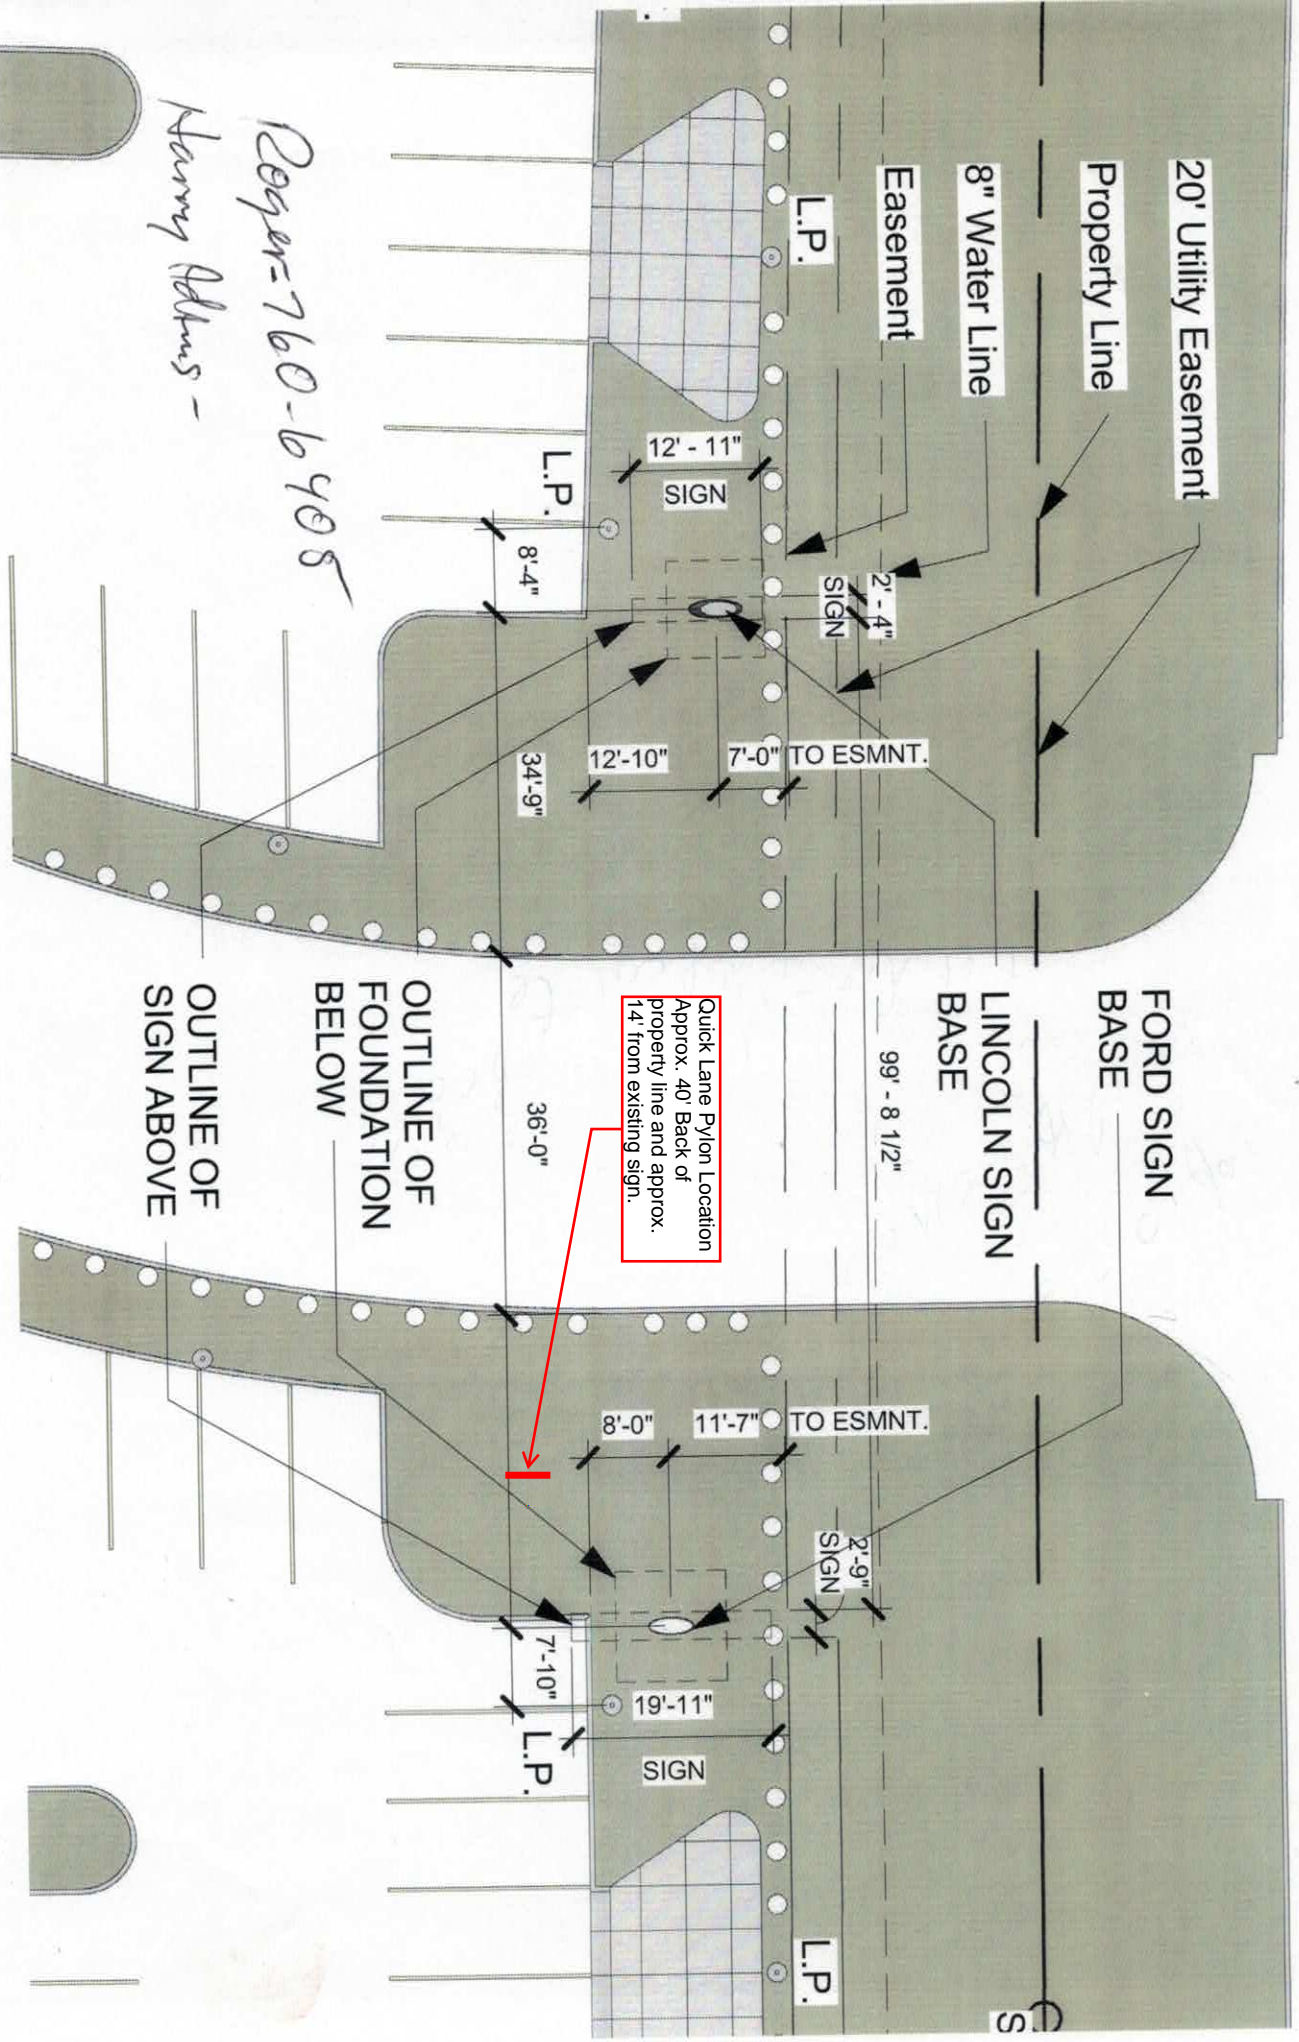 20' Utility Easement
Property Line
8" Water Line
Easement
L.P.
12' - 11"
SIGN
L.P.
8'-4"
2' - 4"
SIGN
12'-10"
7'-0"
TO ESMNT.
34'-9"
Roger=760-6405
Harry Adams -
FORD SIGN
BASE
LINCOLN SIGN
BASE
99' - 8 1/2"
Quick Lane Pylon Location
Approx. 40' Back of
property line and approx.
14' from existing sign.
36'-0"
OUTLINE OF
FOUNDATION
BELOW
OUTLINE OF
SIGN ABOVE
8'-0"
11'-7"
TO ESMNT.
2'-9"
SIGN
7'-10"
19'-11"
SIGN
L.P.
L.P.
S